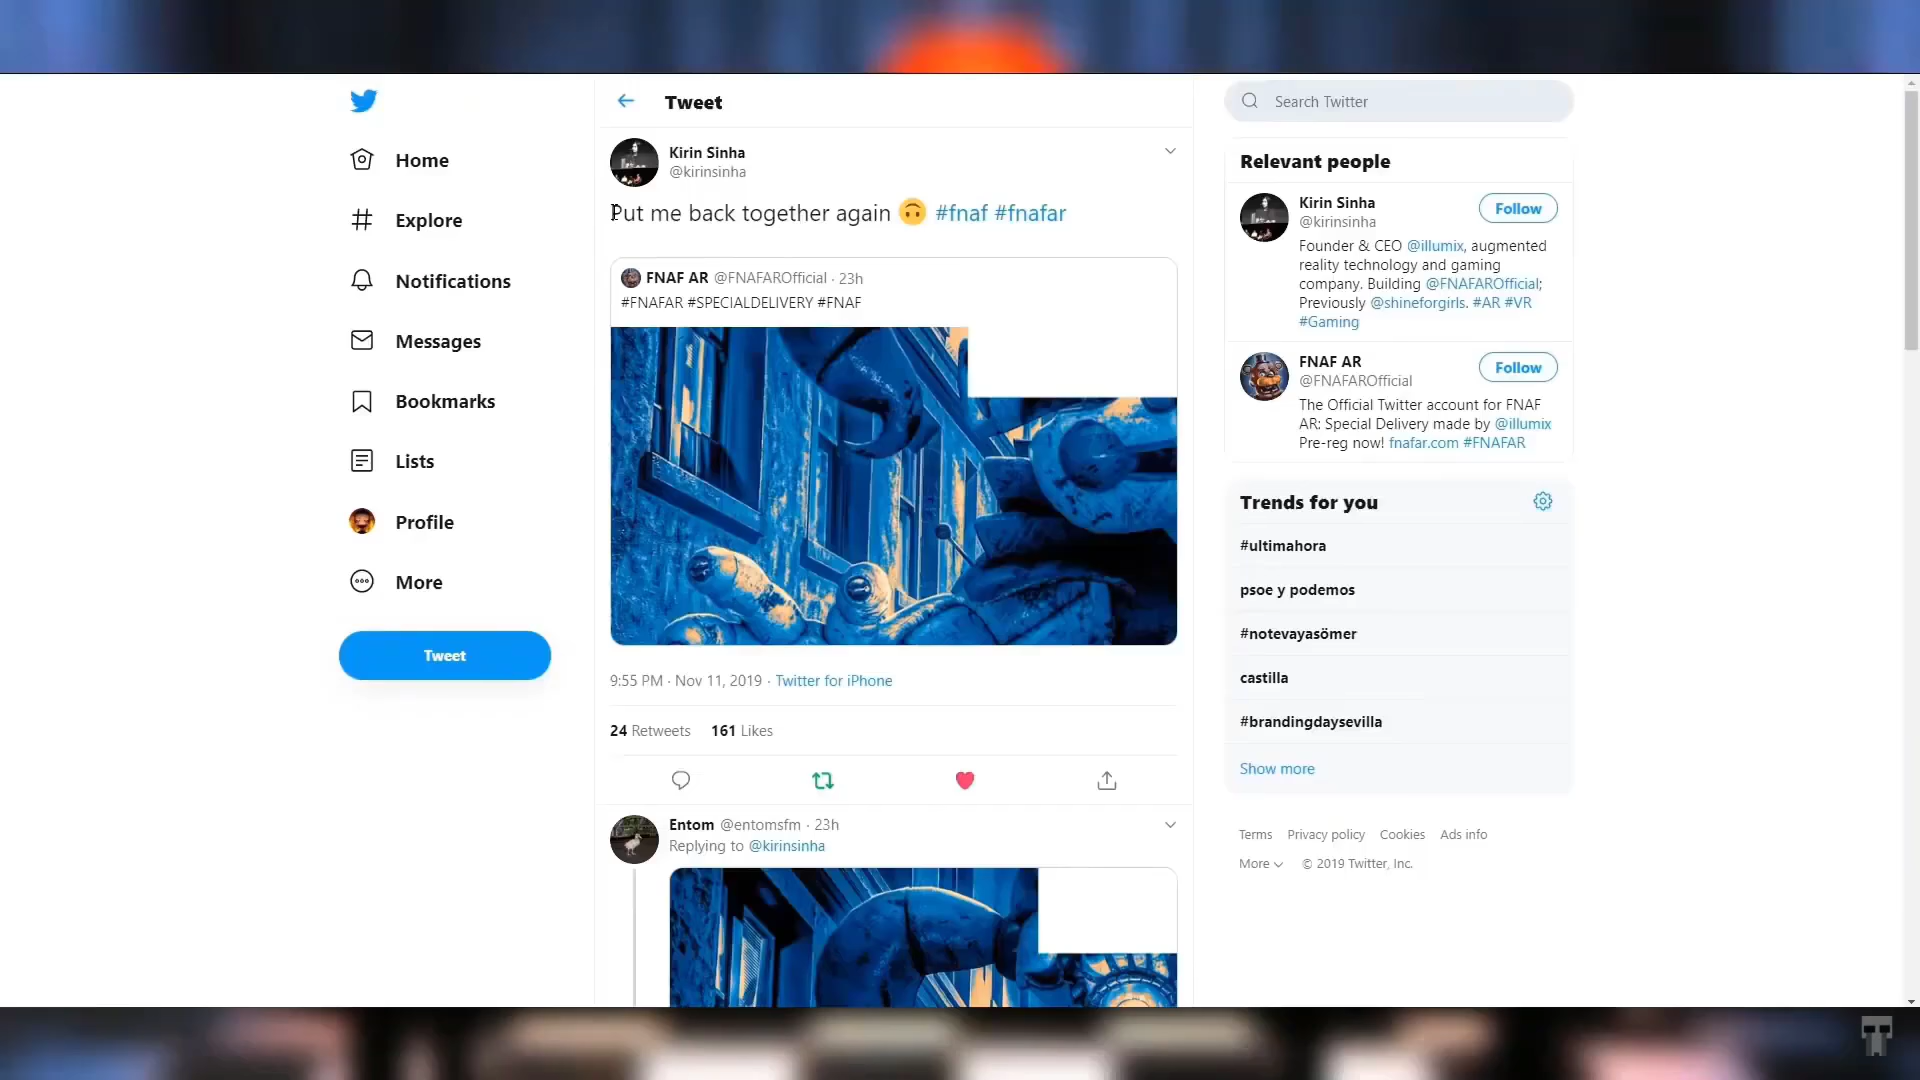 Home
Explore
Notifications
Messages
Bookmarks
Lists
Profile
More
Tweet
Tweet
Kirin Sinha
@kirinsinha
Put me back together again 🙃 #fnaf #fnafar
FNAF AR @FNAFAROfficial · 23h
#FNAFAR #SPECIALDELIVERY #FNAF
9:55 PM · Nov 11, 2019 · Twitter for iPhone
24 Retweets 161 Likes
Entom @entomsfm · 23h
Replying to @kirinsinha
Search Twitter
Relevant people
Kirin Sinha
@kirinsinha
Follow
Founder & CEO @illumix, augmented
reality technology and gaming
company. Building @FNAFAROfficial;
Previously @shineforgirls. #AR #VR
#Gaming
FNAF AR
@FNAFAROfficial
Follow
The Official Twitter account for FNAF
AR: Special Delivery made by @illumix
Pre-reg now! fnafar.com #FNAFAR
Trends for you
#ultimahora
psoe y podemos
#notevayasömer
castilla
#brandingdaysevilla
Show more
Terms Privacy policy Cookies Ads info
More © 2019 Twitter, Inc.